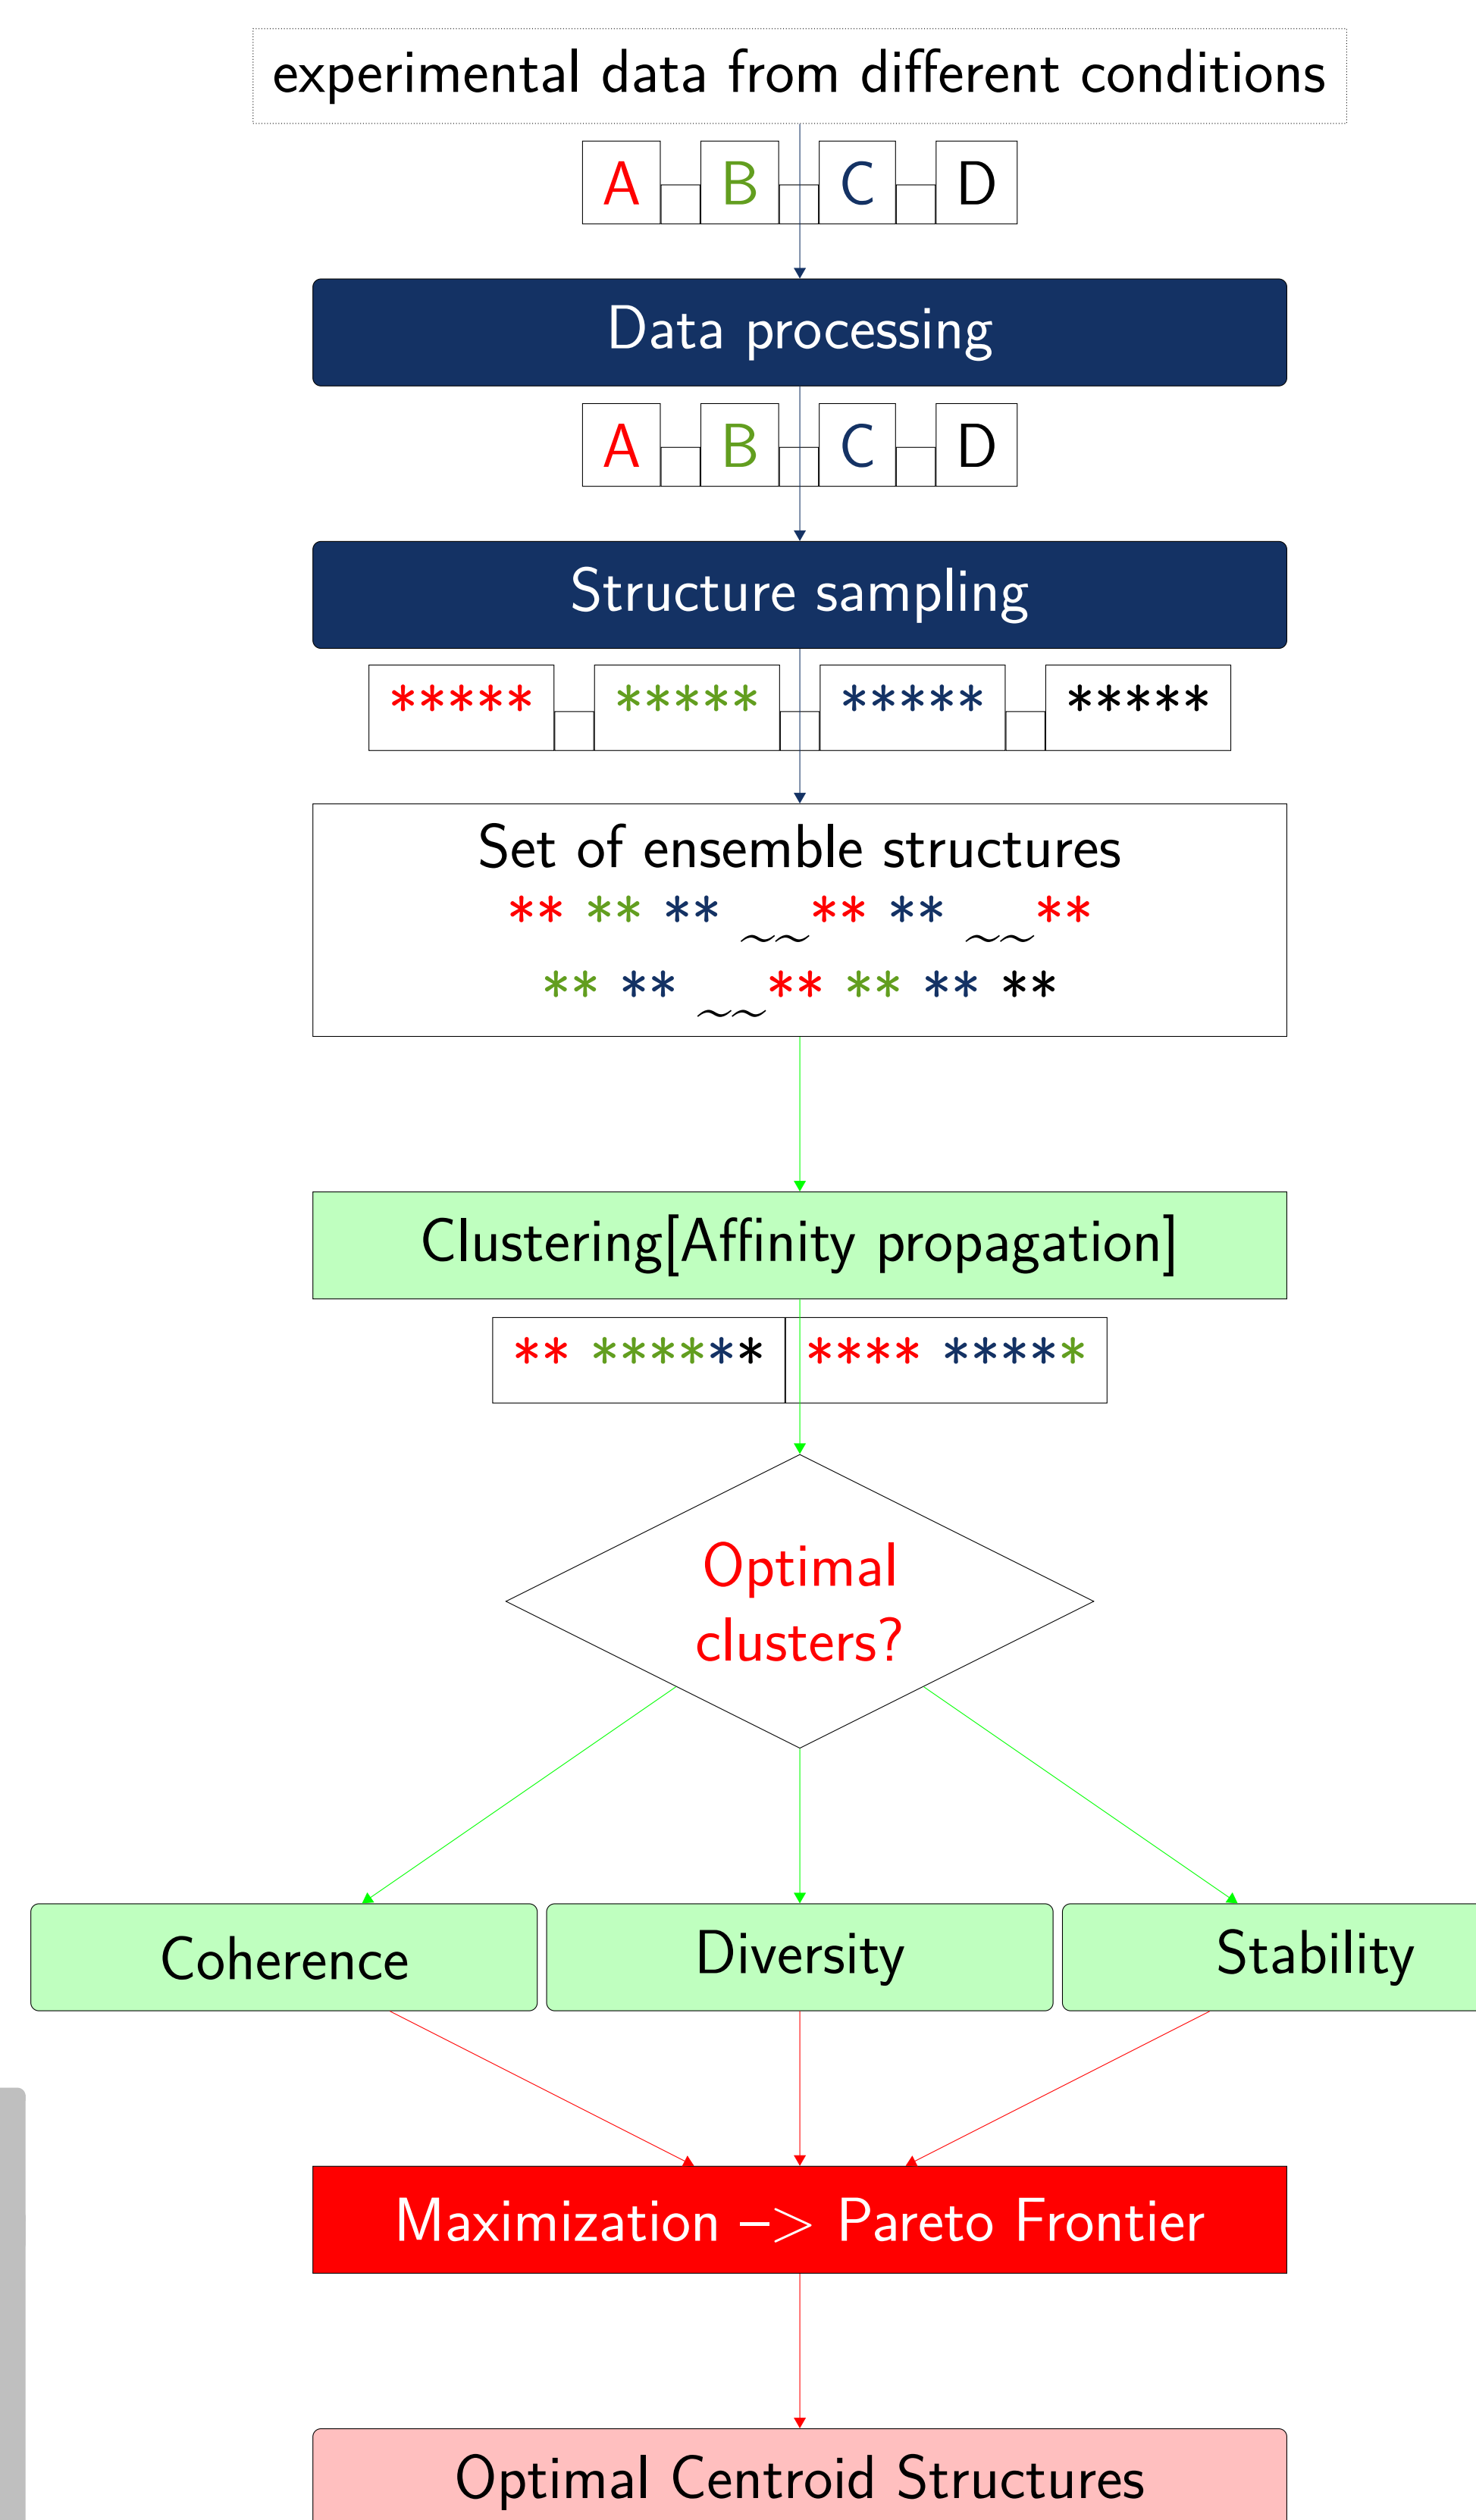 experimental data from different conditions
A B C D
Data processing
A B C D
Structure sampling
***** ***** ***** *****
Set of ensemble structures
** ** ** ~~** ** ~~**
** ** ~~** ** ** **
Clustering[Affinity propagation]
** ****** **** *****
Optimal
clusters?
Coherence Diversity Stability
Maximization -> Pareto Frontier
Optimal Centroid Structures